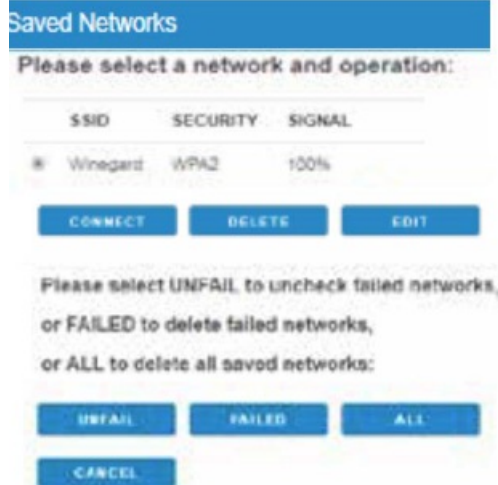 Saved Networks
Please select a network and operation:
SSID SECURITY SIGNAL
Winegard WPA2 100%
CONNECT DELETE EDIT
Please select UNFAIL to uncheck failed networks,
or FAILED to delete failed networks,
or ALL to delete all saved networks:
UNFAIL FAILED ALL
CANCEL